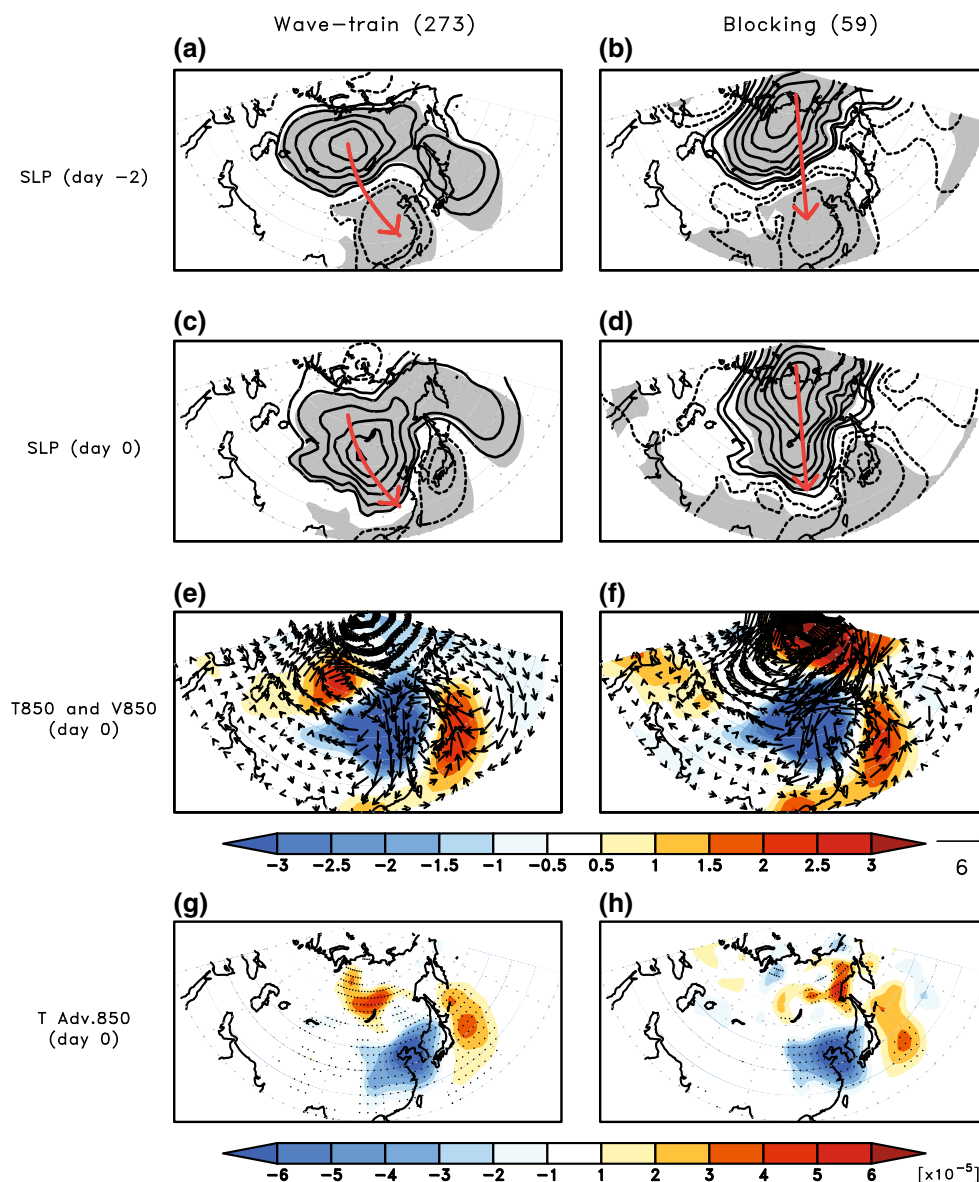 Wave-train (273)
Blocking (59)
(a)
(b)
SLP (day -2)
(c)
(d)
SLP (day 0)
(e)
(f)
T850 and V850
(day 0)
-3 -2.5 -2 -1.5 -1 -0.5 0.5 1 1.5 2 2.5 3
6
(g)
(h)
T Adv.850
(day 0)
-6 -5 -4 -3 -2 -1 1 2 3 4 5 6
[×10⁻⁵]